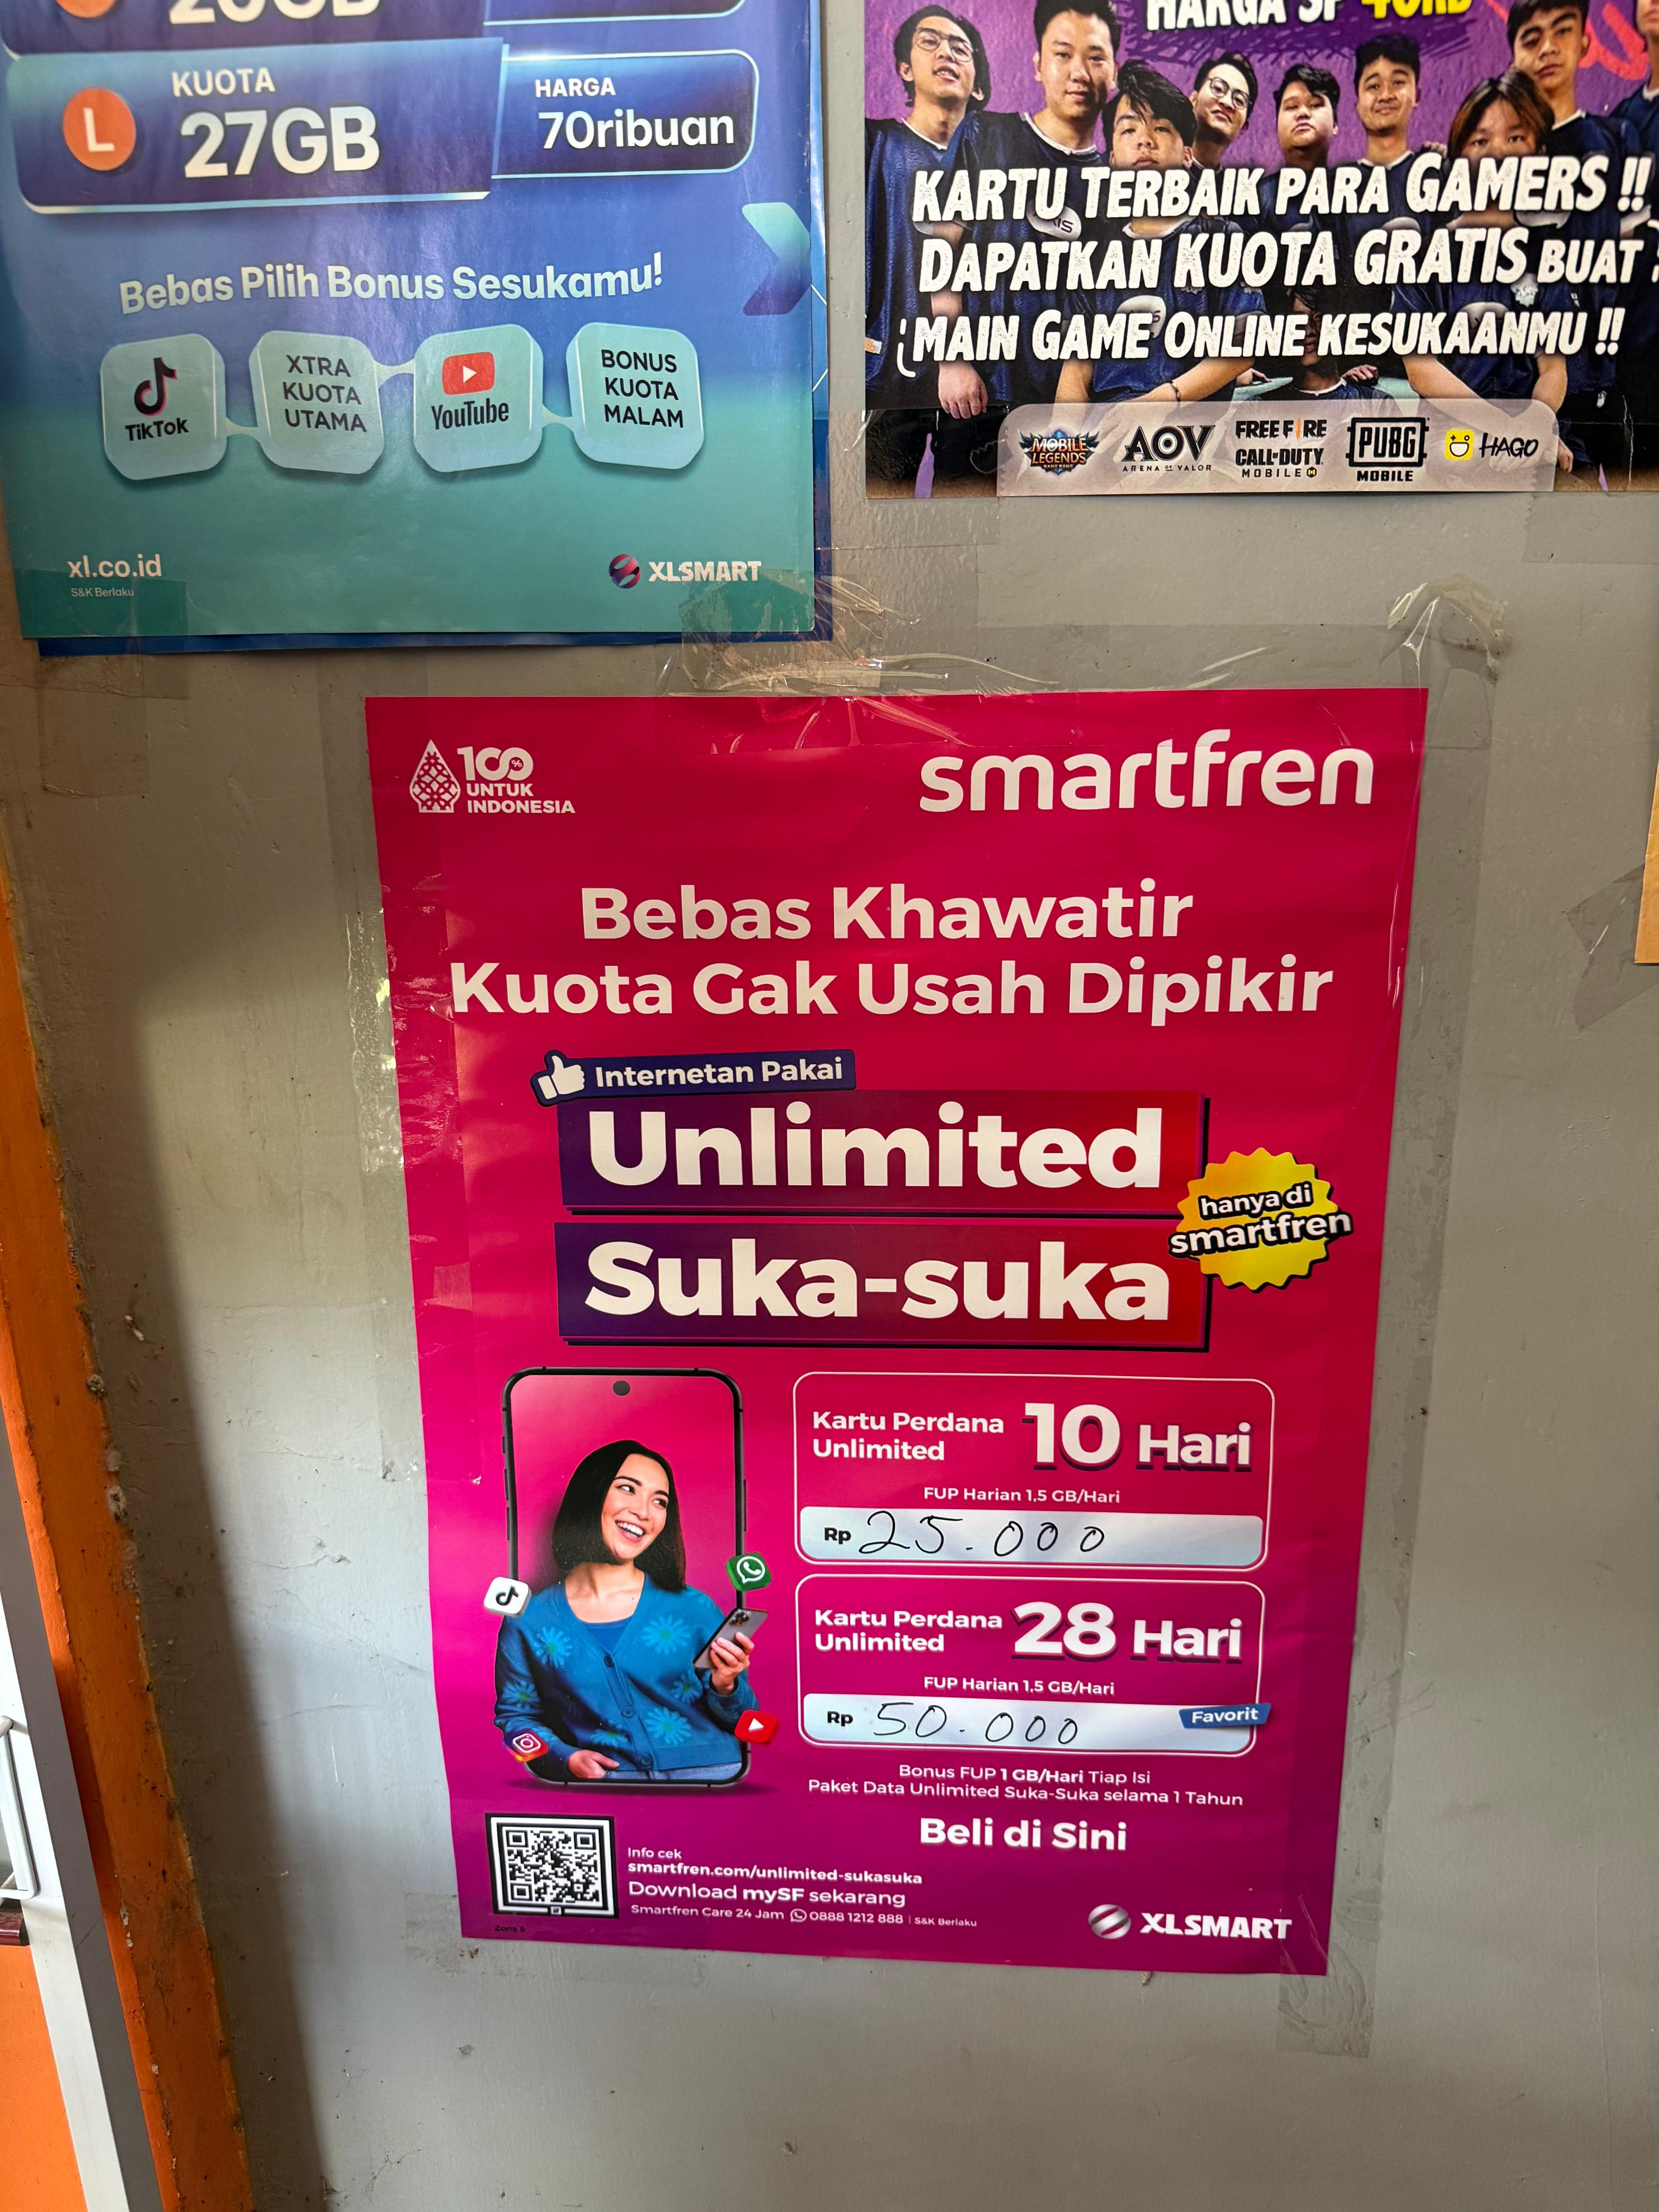 KUOTA
27GB
HARGA
70ribuan
L
Bebas Pilih Bonus Sesukamu!
TikTok
XTRA
KUOTA
UTAMA
YouTube
BONUS
KUOTA
MALAM
xl.co.id
S&K Berlaku
XLSMART
KARTU TERBAIK PARA GAMERS !!
DAPATKAN KUOTA GRATIS BUAT
MAIN GAME ONLINE KESUKAANMU !!
MOBILE
LEGENDS
BANG BANG
AOV
ARENA OF VALOR
FREE FIRE
CALL OF DUTY
MOBILE
PUBG
MOBILE
HAGO
100%
UNTUK
INDONESIA
smartfren
Bebas Khawatir
Kuota Gak Usah Dipikir
Internetan Pakai
Unlimited
Suka-suka
hanya di
smartfren
Kartu Perdana
Unlimited
10 Hari
FUP Harian 1,5 GB/Hari
Rp 25.000
Kartu Perdana
Unlimited
28 Hari
FUP Harian 1,5 GB/Hari
Rp 50.000
Favorit
Bonus FUP 1 GB/Hari Tiap Isi
Paket Data Unlimited Suka-Suka selama 1 Tahun
Beli di Sini
Info cek
smartfren.com/unlimited-sukasuka
Download mySF sekarang
Smartfren Care 24 Jam 0888 1212 888 | S&K Berlaku
Zona 5
XLSMART